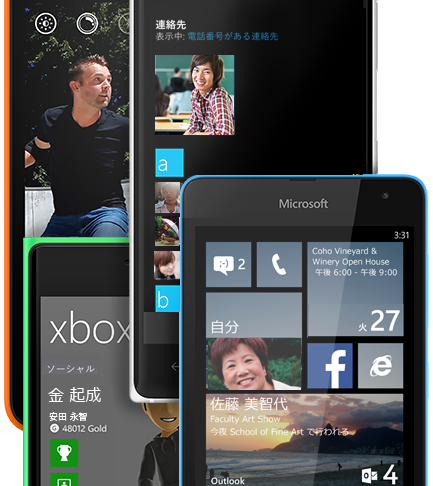 連絡先
表示中: 電話番号がある連絡先
a
b
Microsoft
3:31
2
Coho Vineyard &
Winery Open House
午後 6:00 - 午後 9:00
火 27
自分
佐藤 美智代
Faculty Art Show
今夜 School of Fine Art で行われる
Outlook
4
xbox
ソーシャル
金 起成
安田 永智
G 48012 Gold